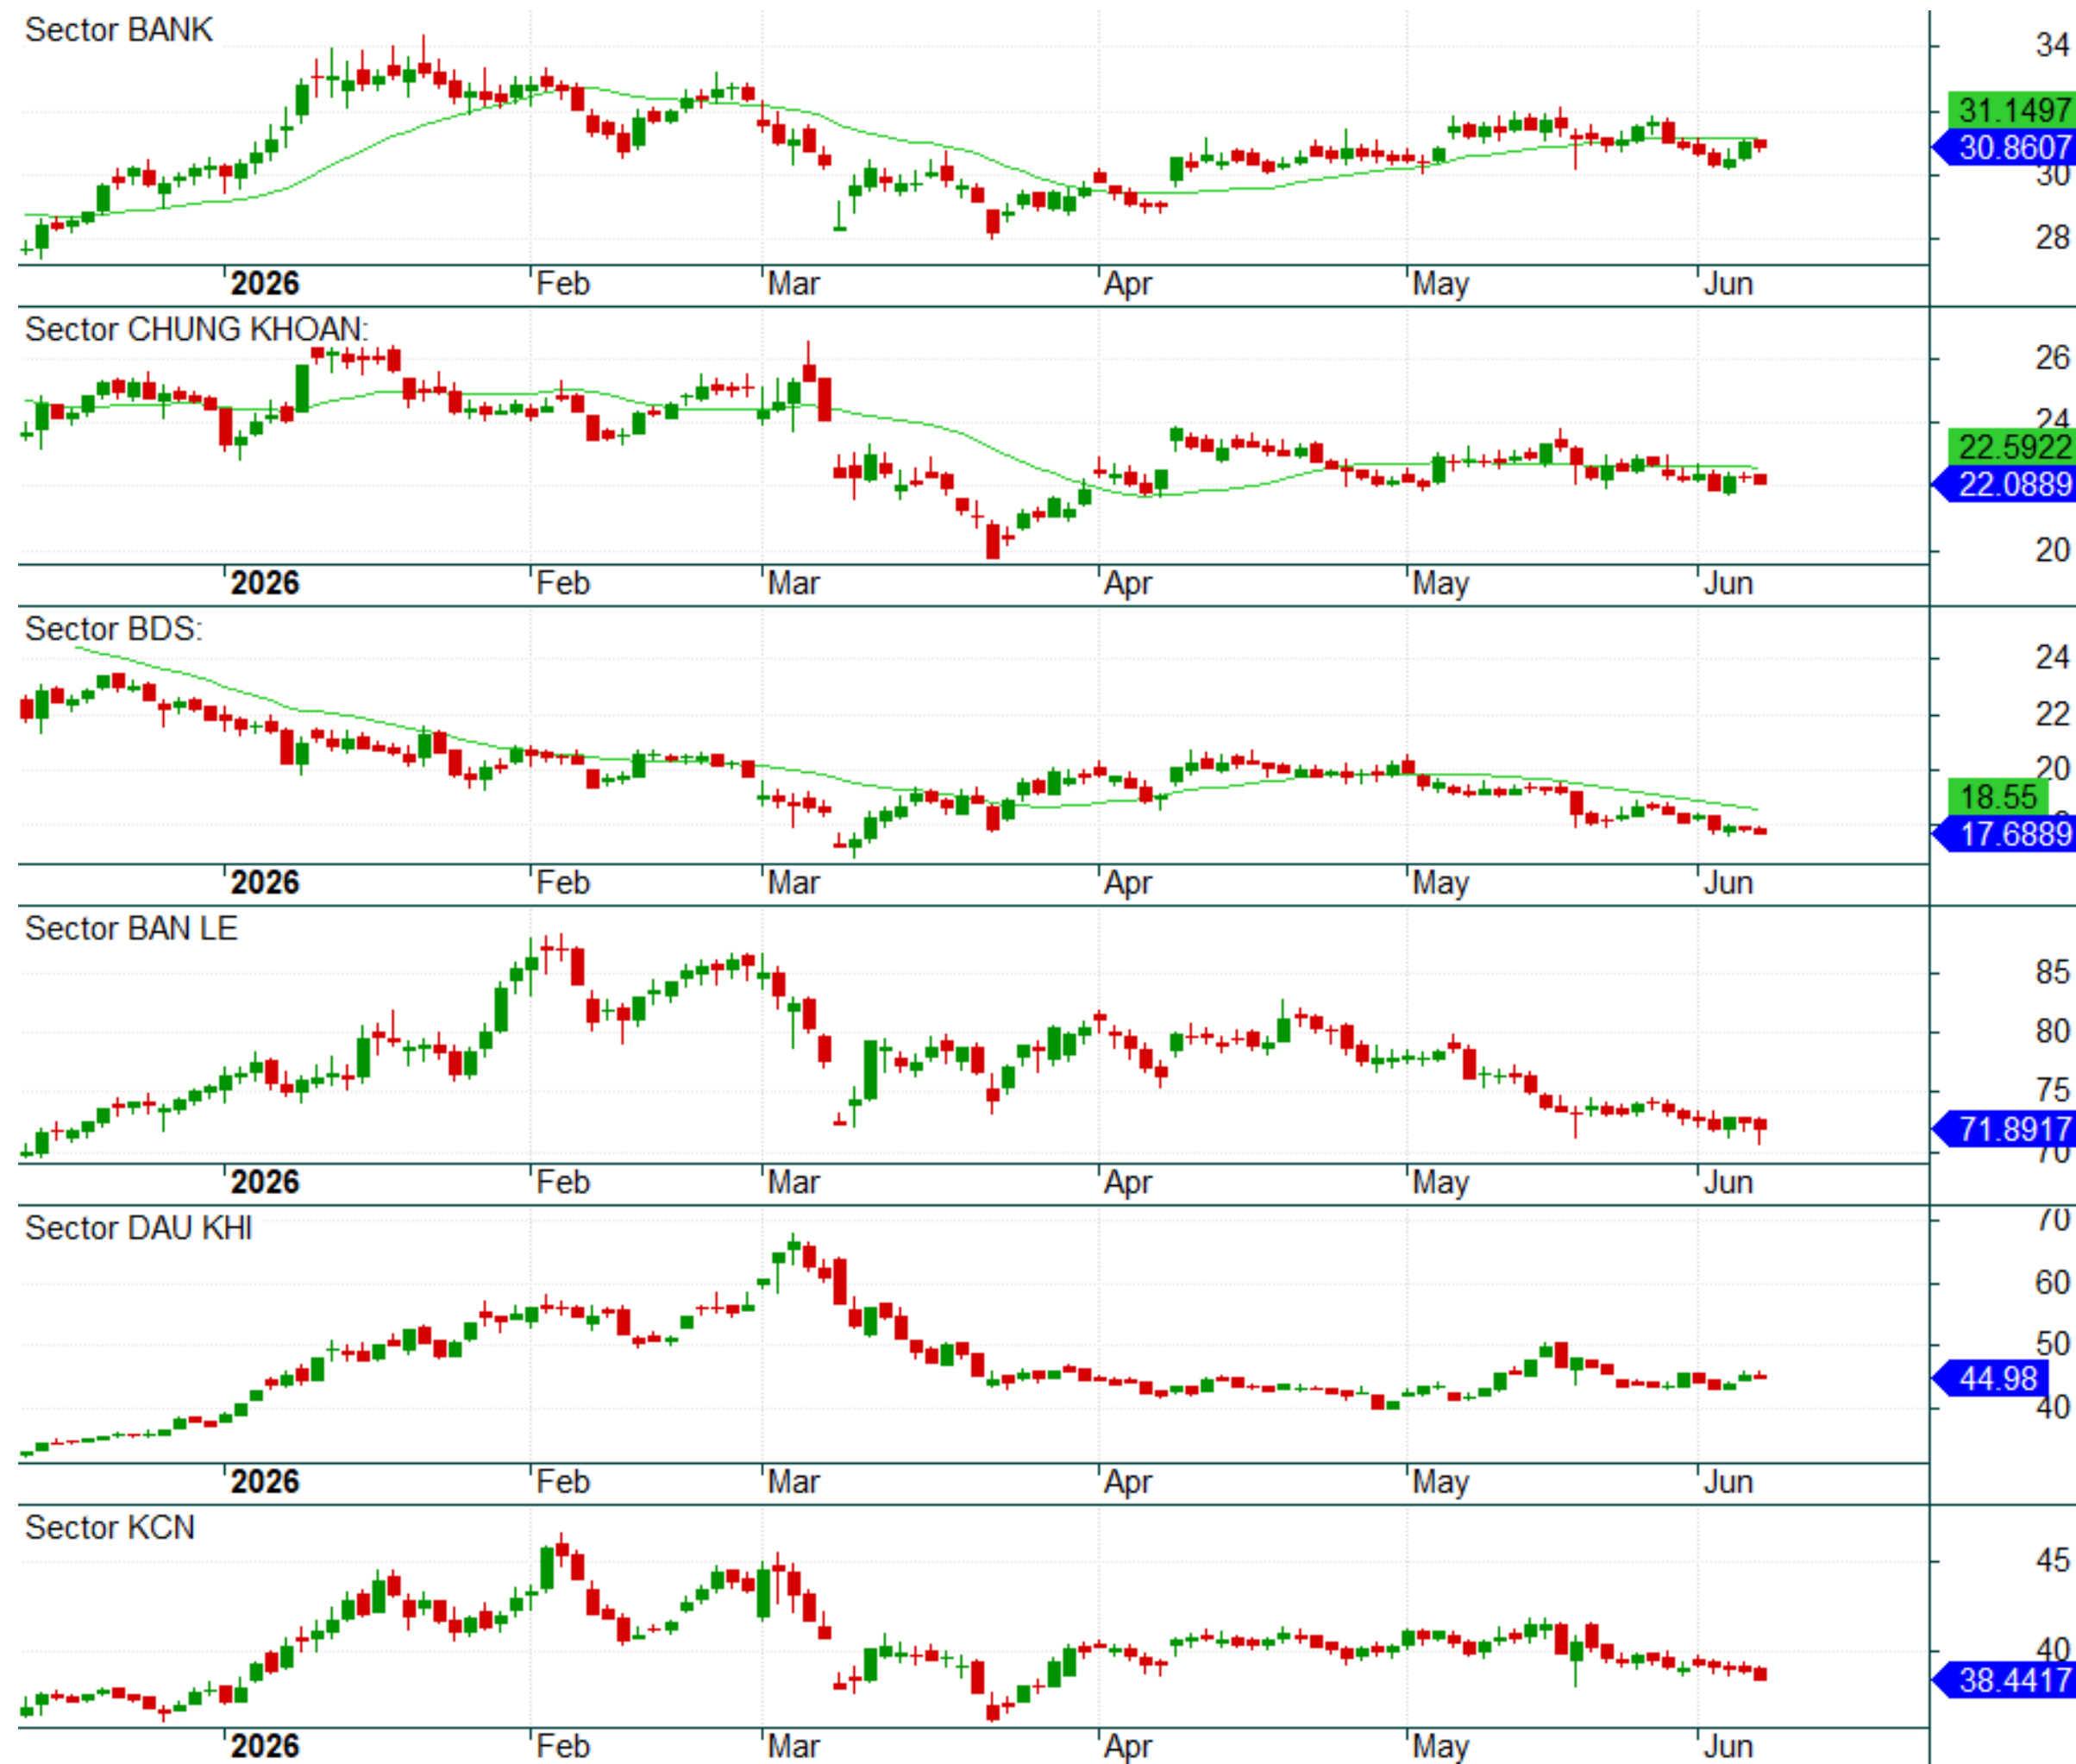 Sector BANK
34
31.1497
30.8607
30
28
2026 Feb Mar Apr May Jun
Sector CHUNG KHOAN:
26
24
22.5922
22.0889
20
2026 Feb Mar Apr May Jun
Sector BDS:
24
22
20
18.55
17.6889
2026 Feb Mar Apr May Jun
Sector BAN LE
85
80
75
71.8917
70
2026 Feb Mar Apr May Jun
Sector DAU KHI
70
60
50
44.98
40
2026 Feb Mar Apr May Jun
Sector KCN
45
40
38.4417
2026 Feb Mar Apr May Jun